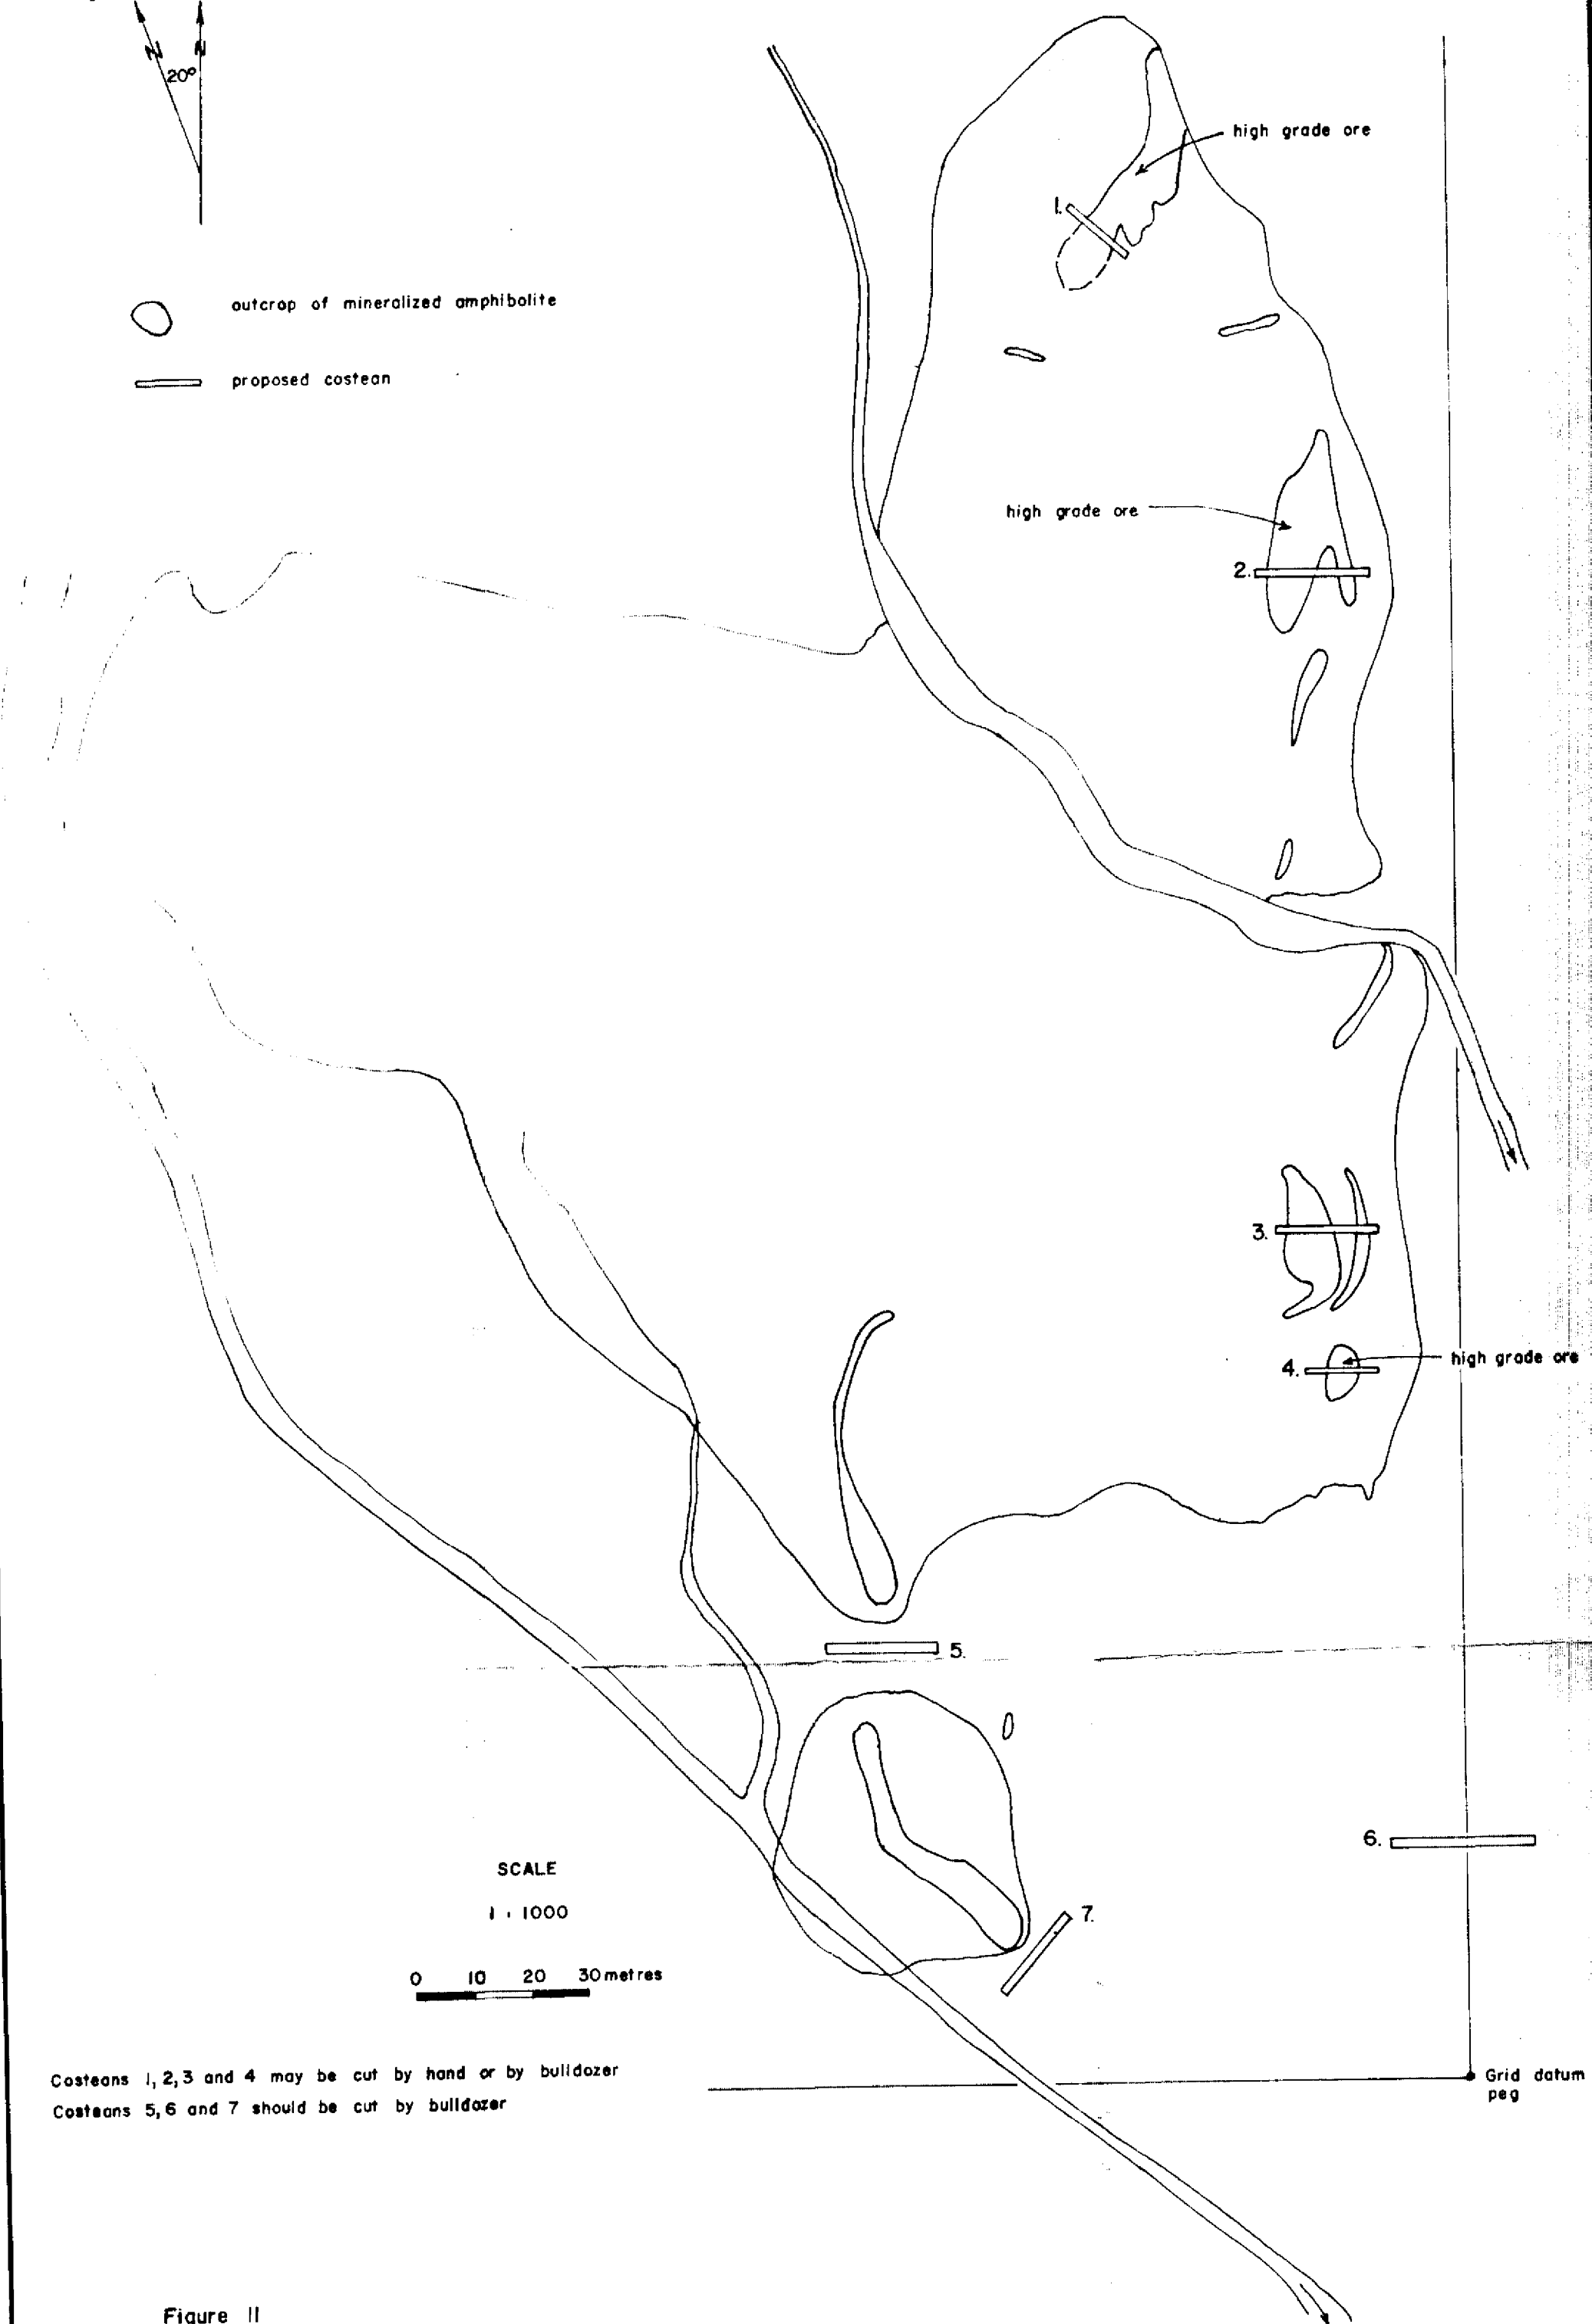 N
N
20°
high grade ore
1.
outcrop of mineralized amphibolite
proposed costean
high grade ore
2.
3.
4.
high grade ore
5.
6.
SCALE
1 : 1000
7.
0 10 20 30 metres
Costeans 1, 2, 3 and 4 may be cut by hand or by bulldozer
Costeans 5, 6 and 7 should be cut by bulldozer
Grid datum
peg
Figure 11